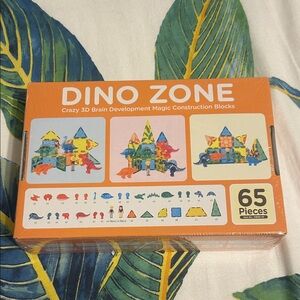 DINO ZONE
Crazy 3D Brain Development Magic Construction Blocks
65
Pieces